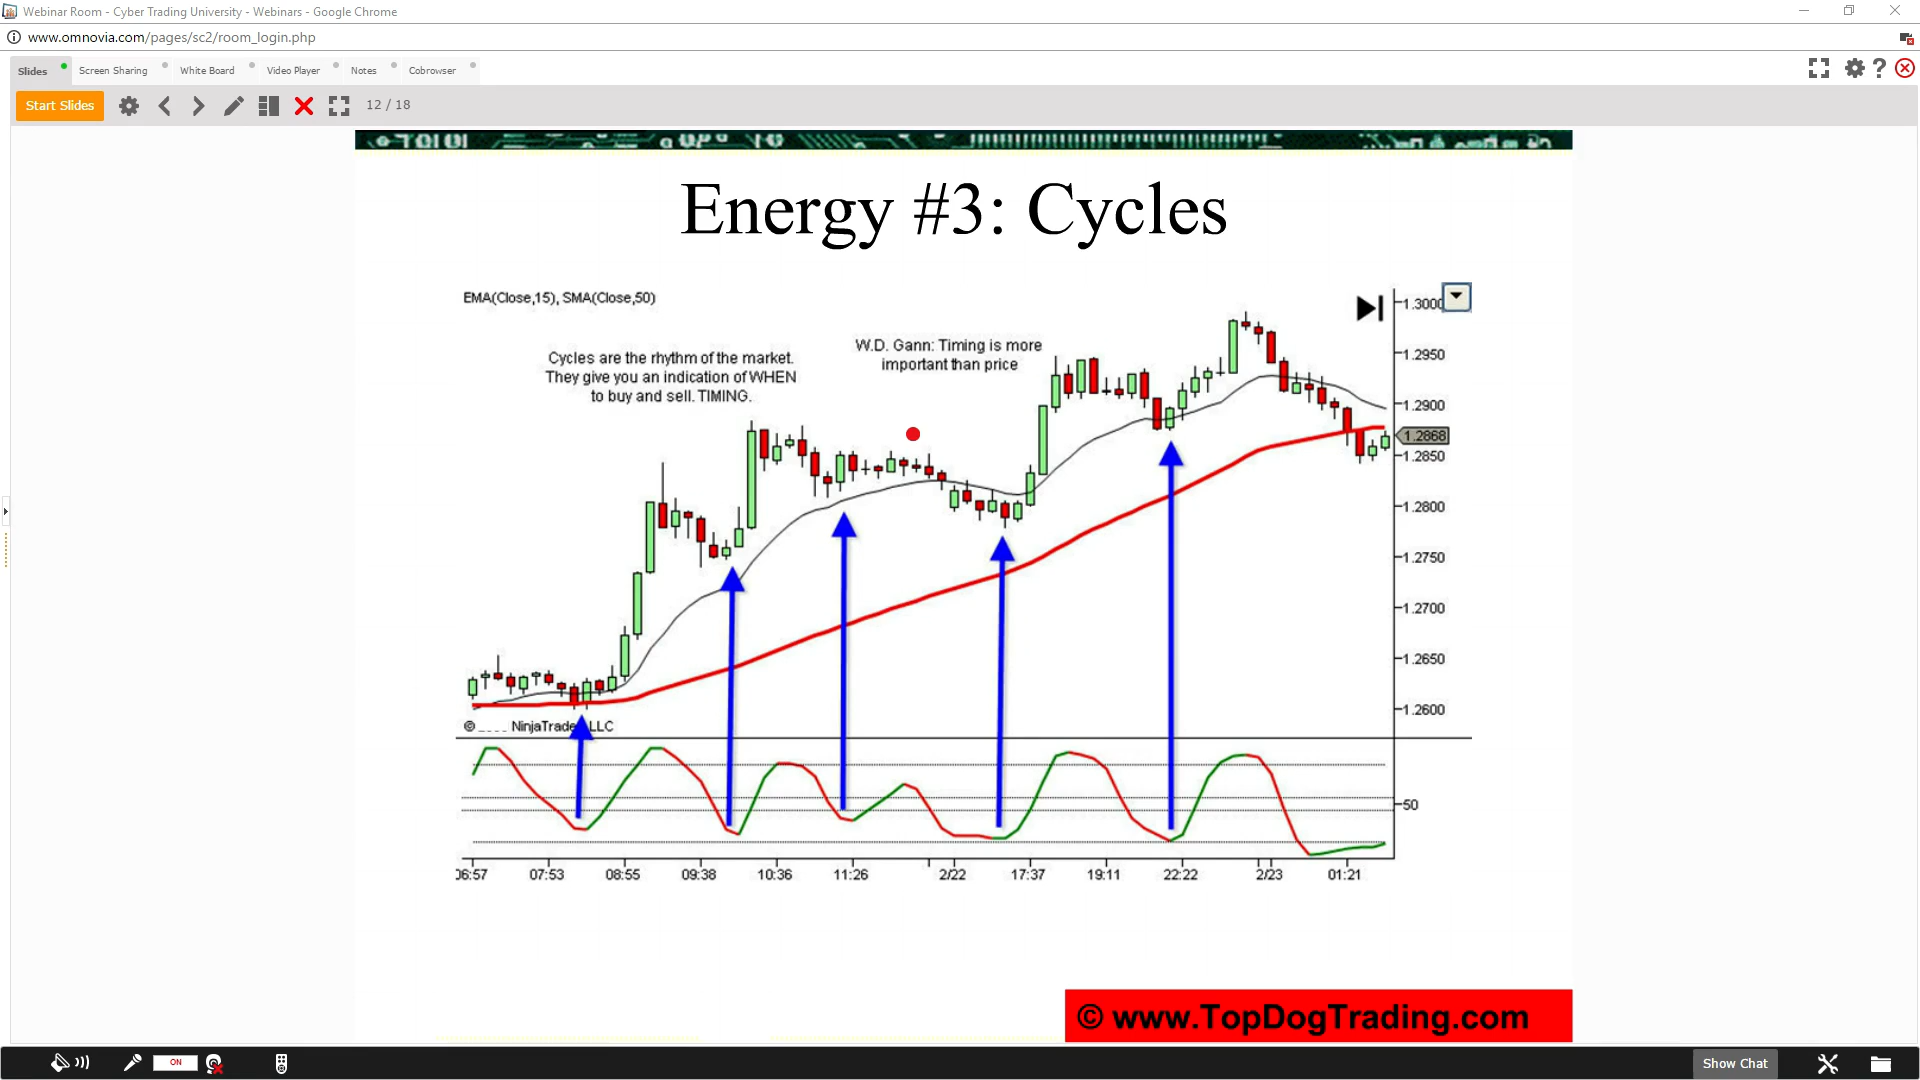 Webinar Room - Cyber Trading University - Webinars - Google Chrome
www.omnovia.com/pages/sc2/room_login.php
Slides Screen Sharing White Board Video Player Notes Cobrowser
Start Slides 12 / 18
Energy #3: Cycles
EMA(Close,15), SMA(Close,50)
Cycles are the rhythm of the market.
They give you an indication of WHEN
to buy and sell. TIMING.
W.D. Gann: Timing is more
important than price
1.3000
1.2950
1.2900
1.2868
1.2850
1.2800
1.2750
1.2700
1.2650
1.2600
© NinjaTrader, LLC
50
06:57 07:53 08:55 09:38 10:36 11:26 2/22 17:37 19:11 22:22 2/23 01:21
© www.TopDogTrading.com
ON
Show Chat